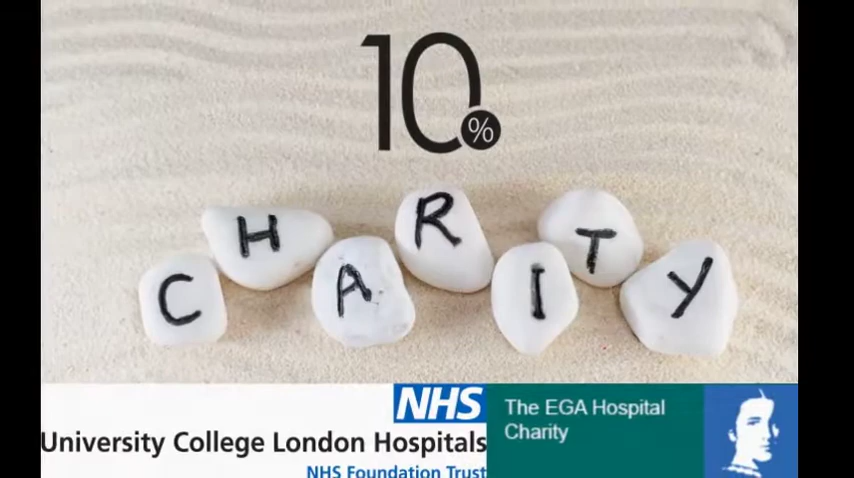 10%
CHARITY
NHS
University College London Hospitals
NHS Foundation Trust
The EGA Hospital
Charity